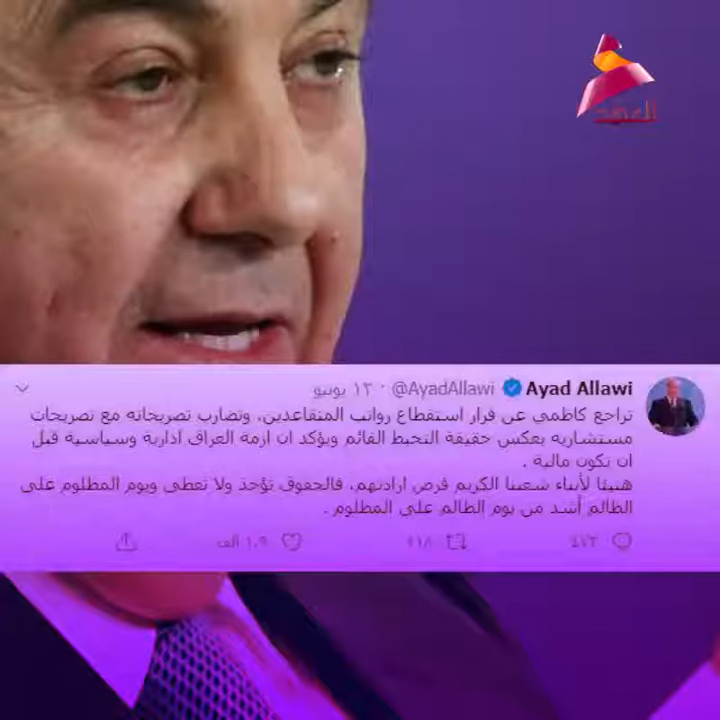 العهد
Ayad Allawi @AyadAllawi · ١٣ يونيو
تراجع كاظمي عن قرار استقطاع رواتب المتقاعدين، وتضارب تصريحاته مع تصريحات
مستشاريه يعكس حقيقة التخبط القائم ويؤكد ان ازمة العراق ادارية وسياسية قبل
ان تكون مالية .
هنيئا لأبناء شعبنا الكريم فرض ارادتهم، فالحقوق تؤخذ ولا تعطى ويوم المظلوم على
الظالم أشد من يوم الظالم على المظلوم .
٤٧٣ ١١٨ ١،٩ ألف